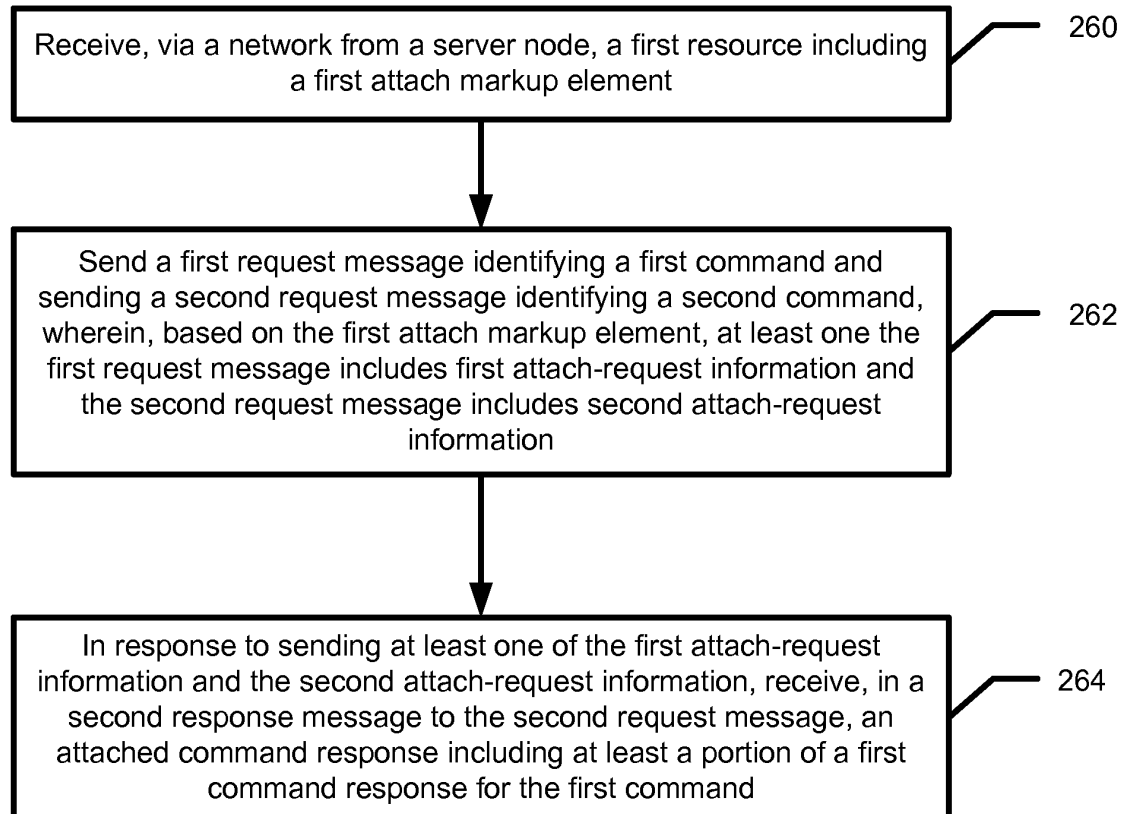 Receive, via a network from a server node, a first resource including
a first attach markup element
260
Send a first request message identifying a first command and
sending a second request message identifying a second command,
wherein, based on the first attach markup element, at least one the
first request message includes first attach-request information and
the second request message includes second attach-request
information
262
In response to sending at least one of the first attach-request
information and the second attach-request information, receive, in a
second response message to the second request message, an
attached command response including at least a portion of a first
command response for the first command
264